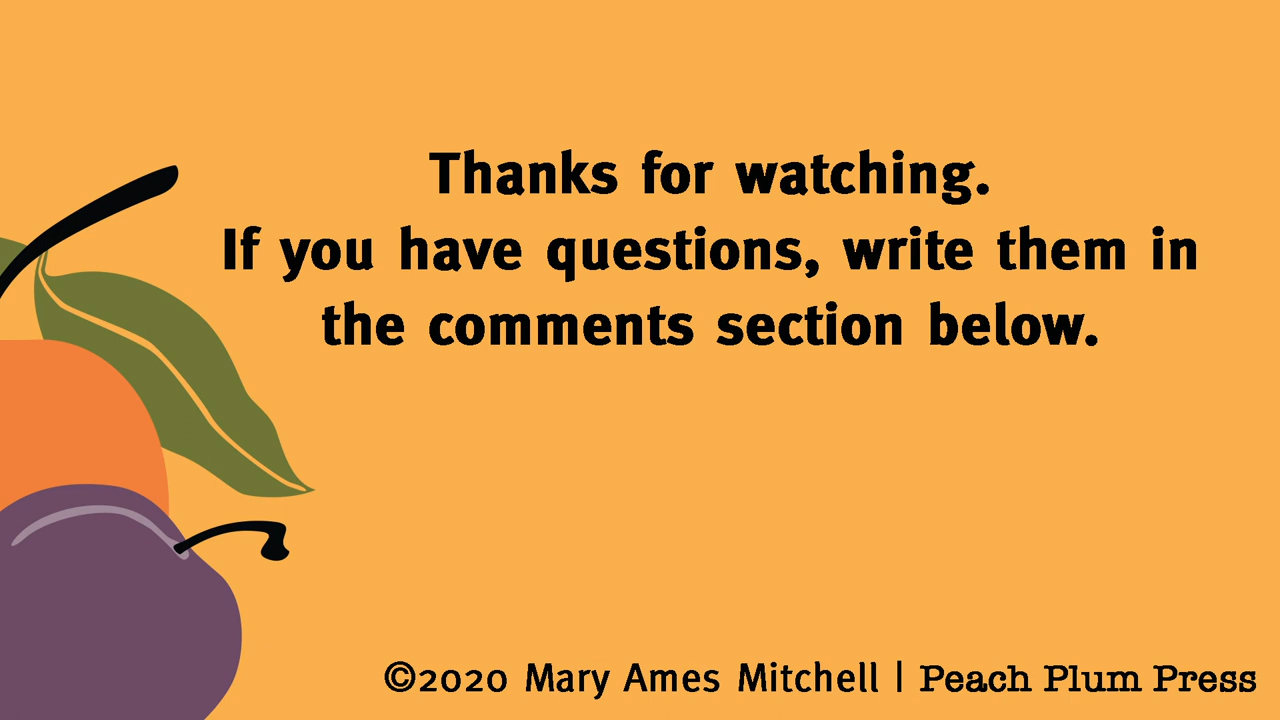 Thanks for watching.
If you have questions, write them in
the comments section below.
©2020 Mary Ames Mitchell | Peach Plum Press